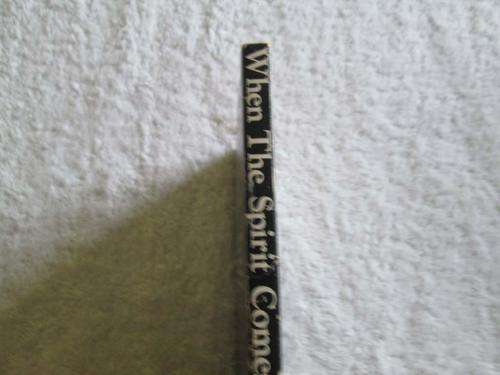 When The Spirit Come